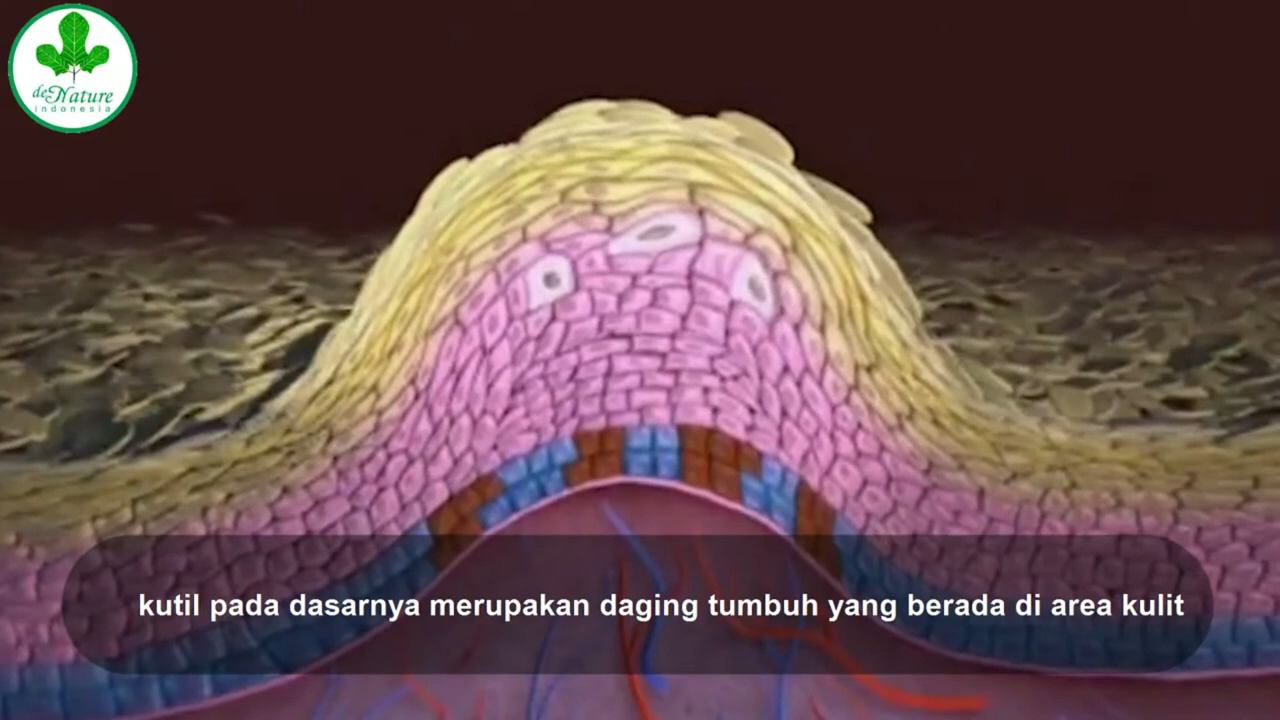 deNature
indonesia
kutil pada dasarnya merupakan daging tumbuh yang berada di area kulit